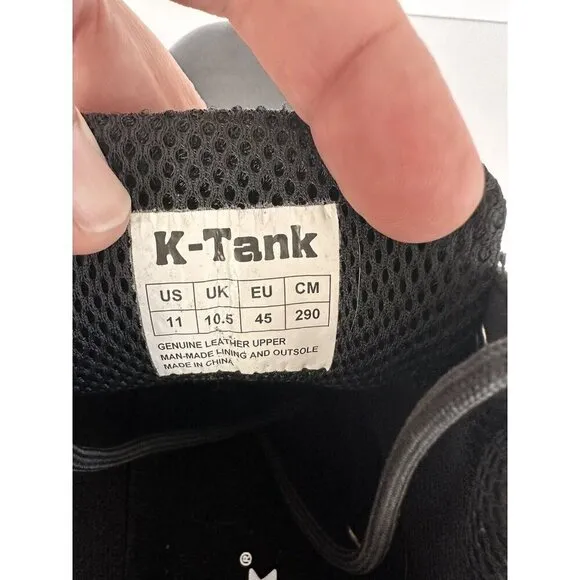 K-Tank
US UK EU CM
11 10.5 45 290
GENUINE LEATHER UPPER
MAN-MADE LINING AND OUTSOLE
MADE IN CHINA
®